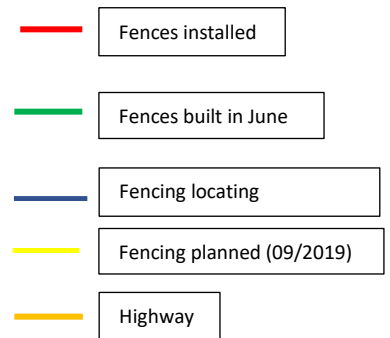 Fences installed
Fences built in June
Fencing locating
Fencing planned (09/2019)
Highway